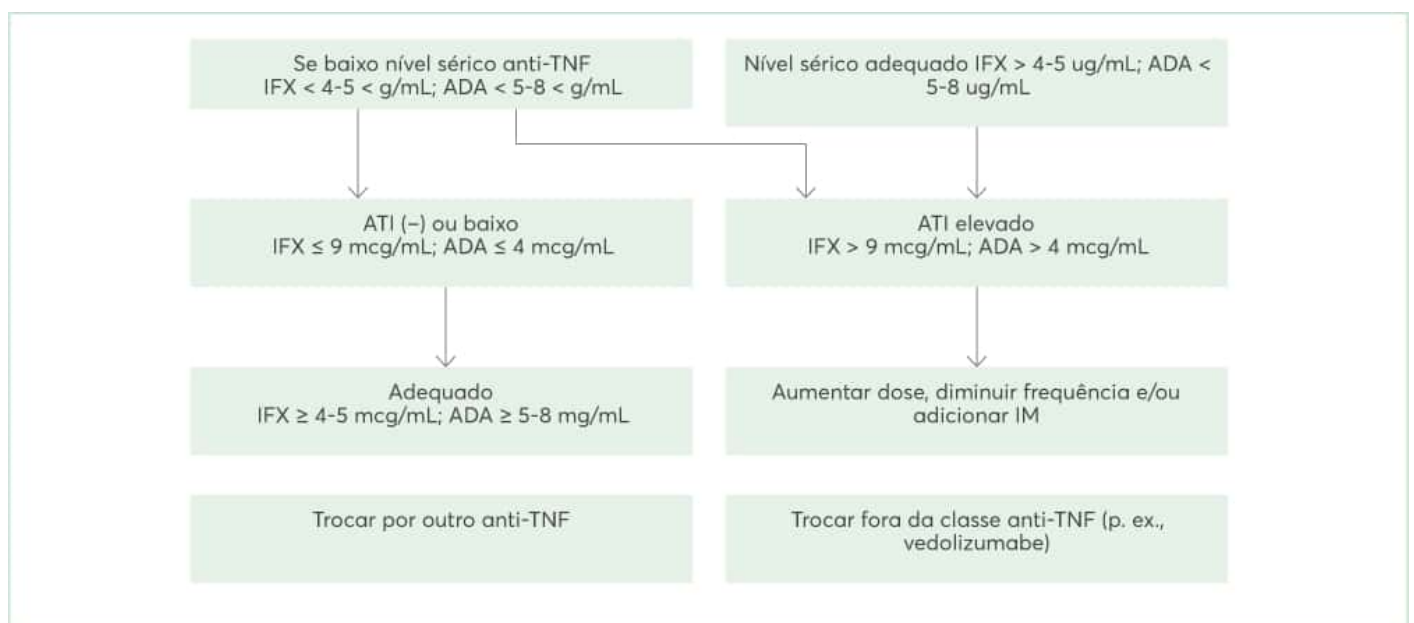 Se baixo nível sérico anti-TNF
IFX < 4-5 < g/mL; ADA < 5-8 < g/mL
Nível sérico adequado IFX > 4-5 ug/mL; ADA <
5-8 ug/mL
ATI (–) ou baixo
IFX ≤ 9 mcg/mL; ADA ≤ 4 mcg/mL
ATI elevado
IFX > 9 mcg/mL; ADA > 4 mcg/mL
Adequado
IFX ≥ 4-5 mcg/mL; ADA ≥ 5-8 mg/mL
Aumentar dose, diminuir frequência e/ou
adicionar IM
Trocar por outro anti-TNF
Trocar fora da classe anti-TNF (p. ex.,
vedolizumabe)